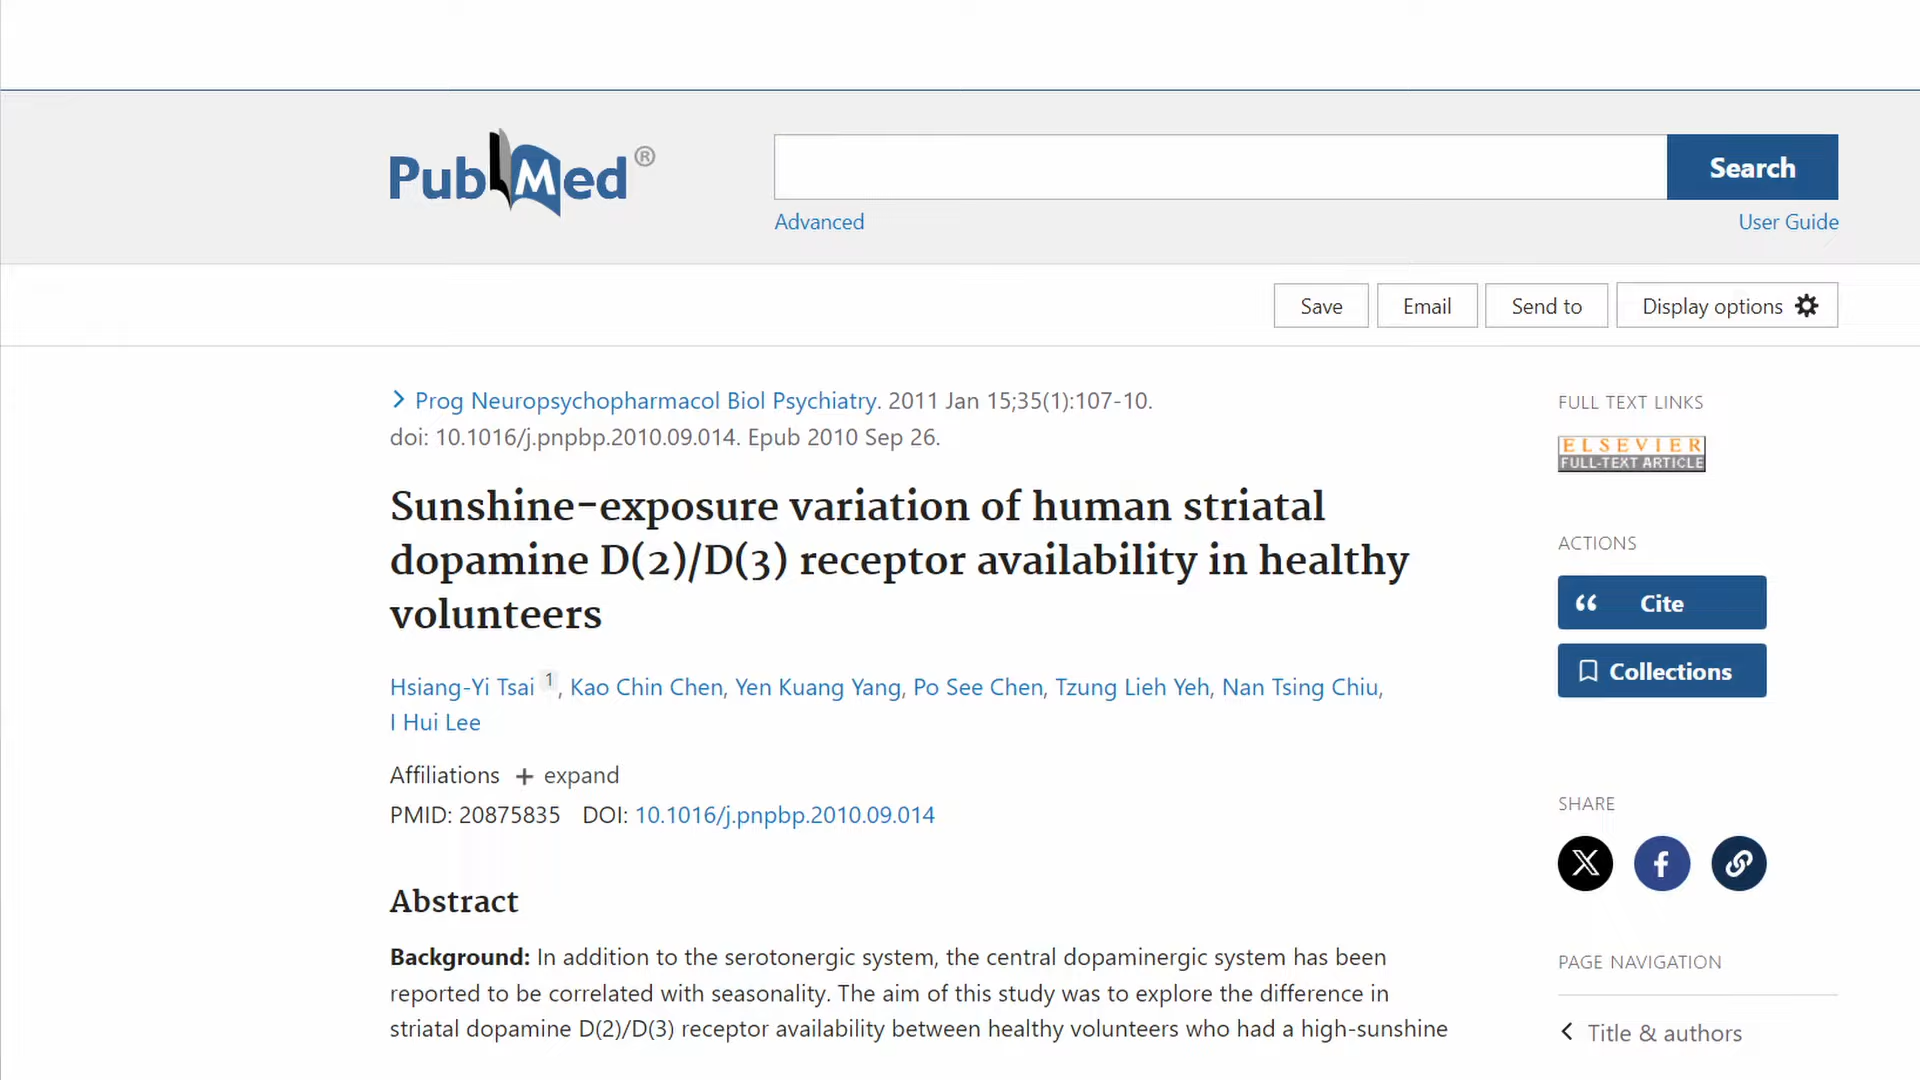 PubMed®
Search
Advanced
User Guide
Save
Email
Send to
Display options
Prog Neuropsychopharmacol Biol Psychiatry. 2011 Jan 15;35(1):107-10.
doi: 10.1016/j.pnpbp.2010.09.014. Epub 2010 Sep 26.
Sunshine-exposure variation of human striatal
dopamine D(2)/D(3) receptor availability in healthy
volunteers
Hsiang-Yi Tsai 1, Kao Chin Chen, Yen Kuang Yang, Po See Chen, Tzung Lieh Yeh, Nan Tsing Chiu,
I Hui Lee
Affiliations + expand
PMID: 20875835 DOI: 10.1016/j.pnpbp.2010.09.014
Abstract
Background: In addition to the serotonergic system, the central dopaminergic system has been
reported to be correlated with seasonality. The aim of this study was to explore the difference in
striatal dopamine D(2)/D(3) receptor availability between healthy volunteers who had a high-sunshine
FULL TEXT LINKS
ELSEVIER
FULL-TEXT ARTICLE
ACTIONS
Cite
Collections
SHARE
PAGE NAVIGATION
Title & authors